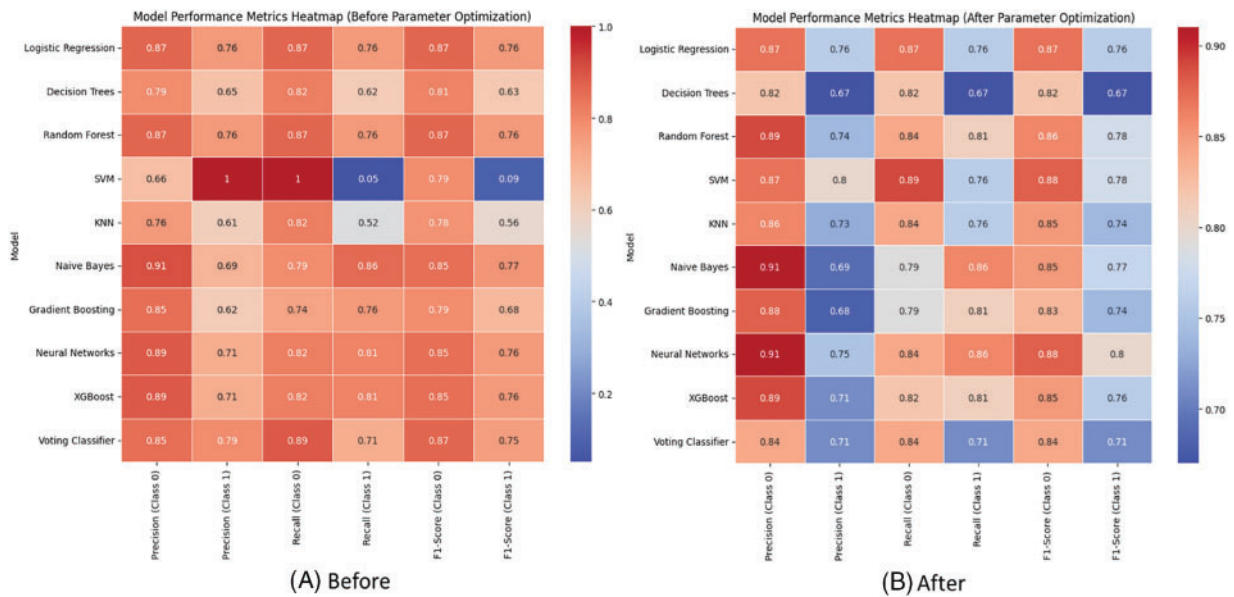 Model Performance Metrics Heatmap (Before Parameter Optimization)
Logistic Regression 0.87 0.76 0.87 0.76 0.87 0.76
Decision Trees 0.79 0.65 0.82 0.62 0.81 0.63
Random Forest 0.87 0.76 0.87 0.76 0.87 0.76
SVM 0.66 1 1 0.05 0.79 0.09
KNN 0.76 0.61 0.82 0.52 0.78 0.56
Naive Bayes 0.91 0.69 0.79 0.86 0.85 0.77
Gradient Boosting 0.85 0.62 0.74 0.76 0.79 0.68
Neural Networks 0.89 0.71 0.82 0.81 0.85 0.76
XGBoost 0.89 0.71 0.82 0.81 0.85 0.76
Voting Classifier 0.85 0.79 0.89 0.71 0.87 0.75
Model
Precision (Class 0)
Precision (Class 1)
Recall (Class 0)
Recall (Class 1)
F1-Score (Class 0)
F1-Score (Class 1)
1.0
0.8
0.6
0.4
0.2
(A) Before
Model Performance Metrics Heatmap (After Parameter Optimization)
Logistic Regression 0.87 0.76 0.87 0.76 0.87 0.76
Decision Trees 0.82 0.67 0.82 0.67 0.82 0.67
Random Forest 0.89 0.74 0.84 0.81 0.86 0.78
SVM 0.87 0.8 0.89 0.76 0.88 0.78
KNN 0.86 0.73 0.84 0.76 0.85 0.74
Naive Bayes 0.91 0.69 0.79 0.86 0.85 0.77
Gradient Boosting 0.88 0.68 0.79 0.81 0.83 0.74
Neural Networks 0.91 0.75 0.84 0.86 0.88 0.8
XGBoost 0.89 0.71 0.82 0.81 0.85 0.76
Voting Classifier 0.84 0.71 0.84 0.71 0.84 0.71
Model
Precision (Class 0)
Precision (Class 1)
Recall (Class 0)
Recall (Class 1)
F1-Score (Class 0)
F1-Score (Class 1)
0.90
0.85
0.80
0.75
0.70
(B) After